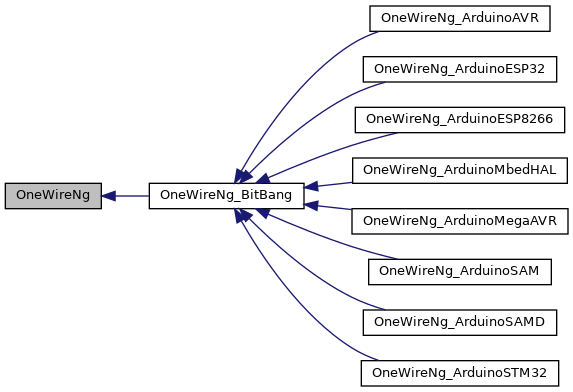 OneWireNg_ArduinoAVR
OneWireNg_ArduinoESP32
OneWireNg_ArduinoESP8266
OneWireNg_ArduinoMbedHAL
OneWireNg
OneWireNg_BitBang
OneWireNg_ArduinoMegaAVR
OneWireNg_ArduinoSAM
OneWireNg_ArduinoSAMD
OneWireNg_ArduinoSTM32